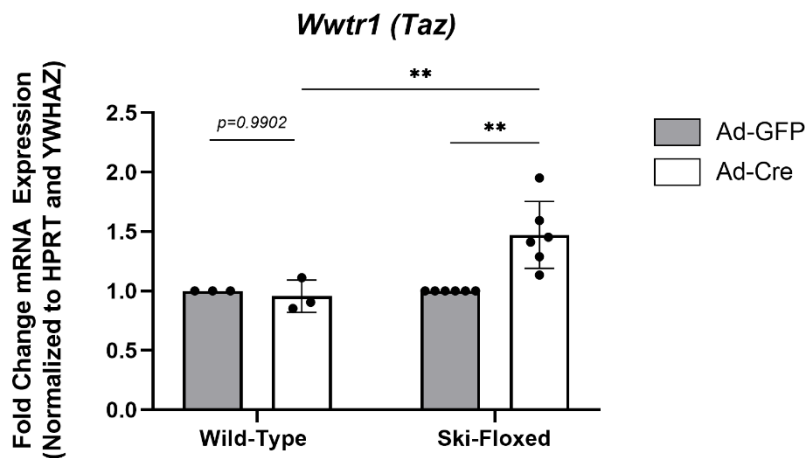 Wwtr1 (Taz)
Fold Change mRNA Expression
(Normalized to HPRT and YWHAZ)
2.5
2.0
1.5
1.0
0.5
0.0
**
p=0.9902
**
Wild-Type
Ski-Floxed
Ad-GFP
Ad-Cre